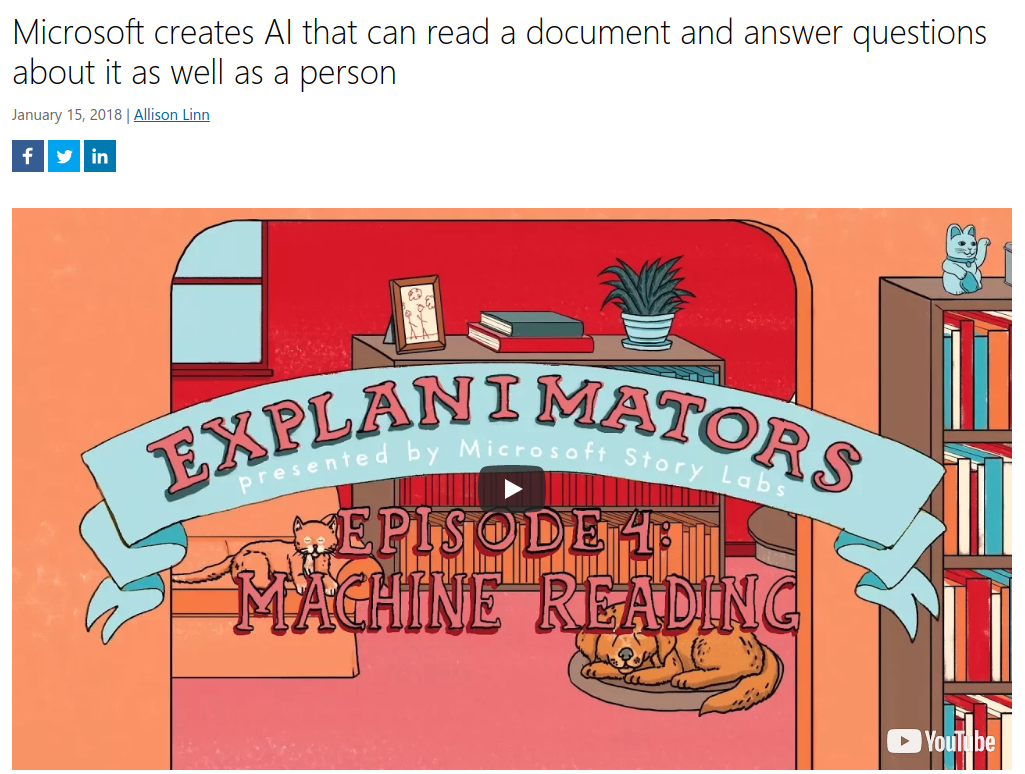 Microsoft creates AI that can read a document and answer questions
about it as well as a person
January 15, 2018 | Allison Linn
f
in
EXPLANIMATORS
presented by Microsoft Story Labs
EPISODE 4:
MACHINE READING
YouTube